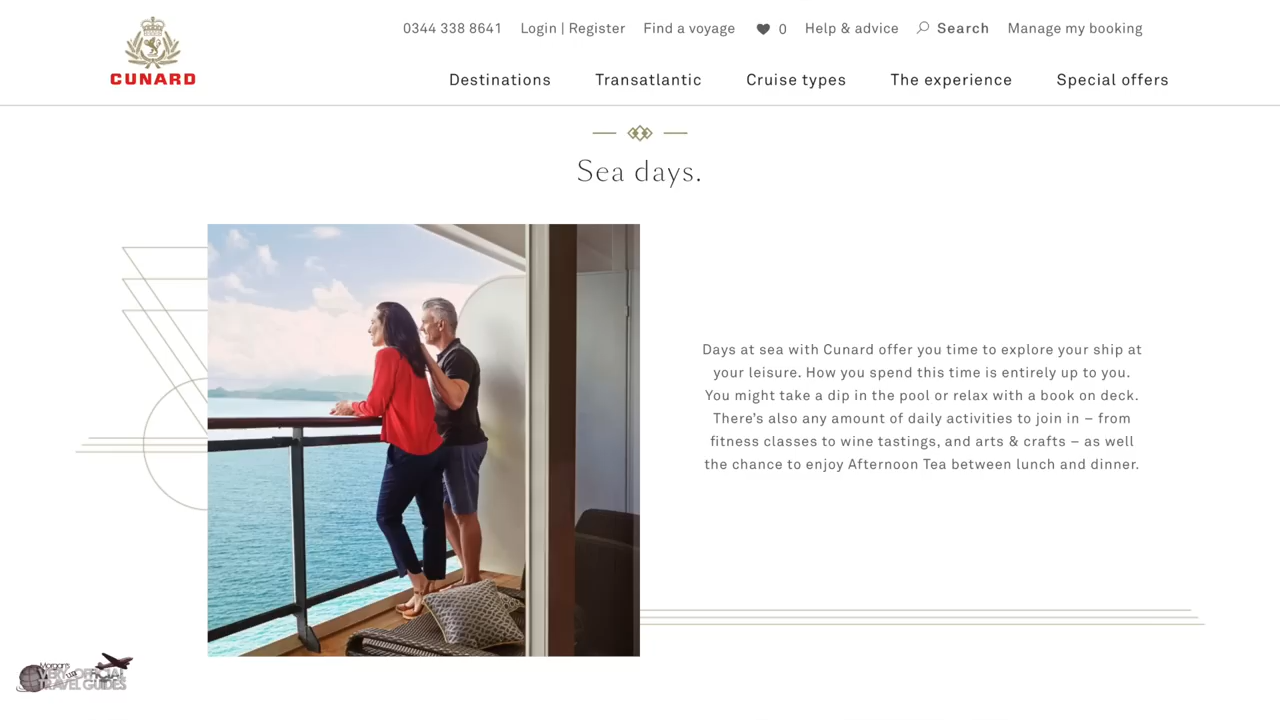 CUNARD
0344 338 8641 Login | Register Find a voyage 0 Help & advice Search Manage my booking
Destinations Transatlantic Cruise types The experience Special offers
Sea days.
Days at sea with Cunard offer you time to explore your ship at
your leisure. How you spend this time is entirely up to you.
You might take a dip in the pool or relax with a book on deck.
There's also any amount of daily activities to join in – from
fitness classes to wine tastings, and arts & crafts – as well
the chance to enjoy Afternoon Tea between lunch and dinner.
Morgan's
TRAVEL GUIDES